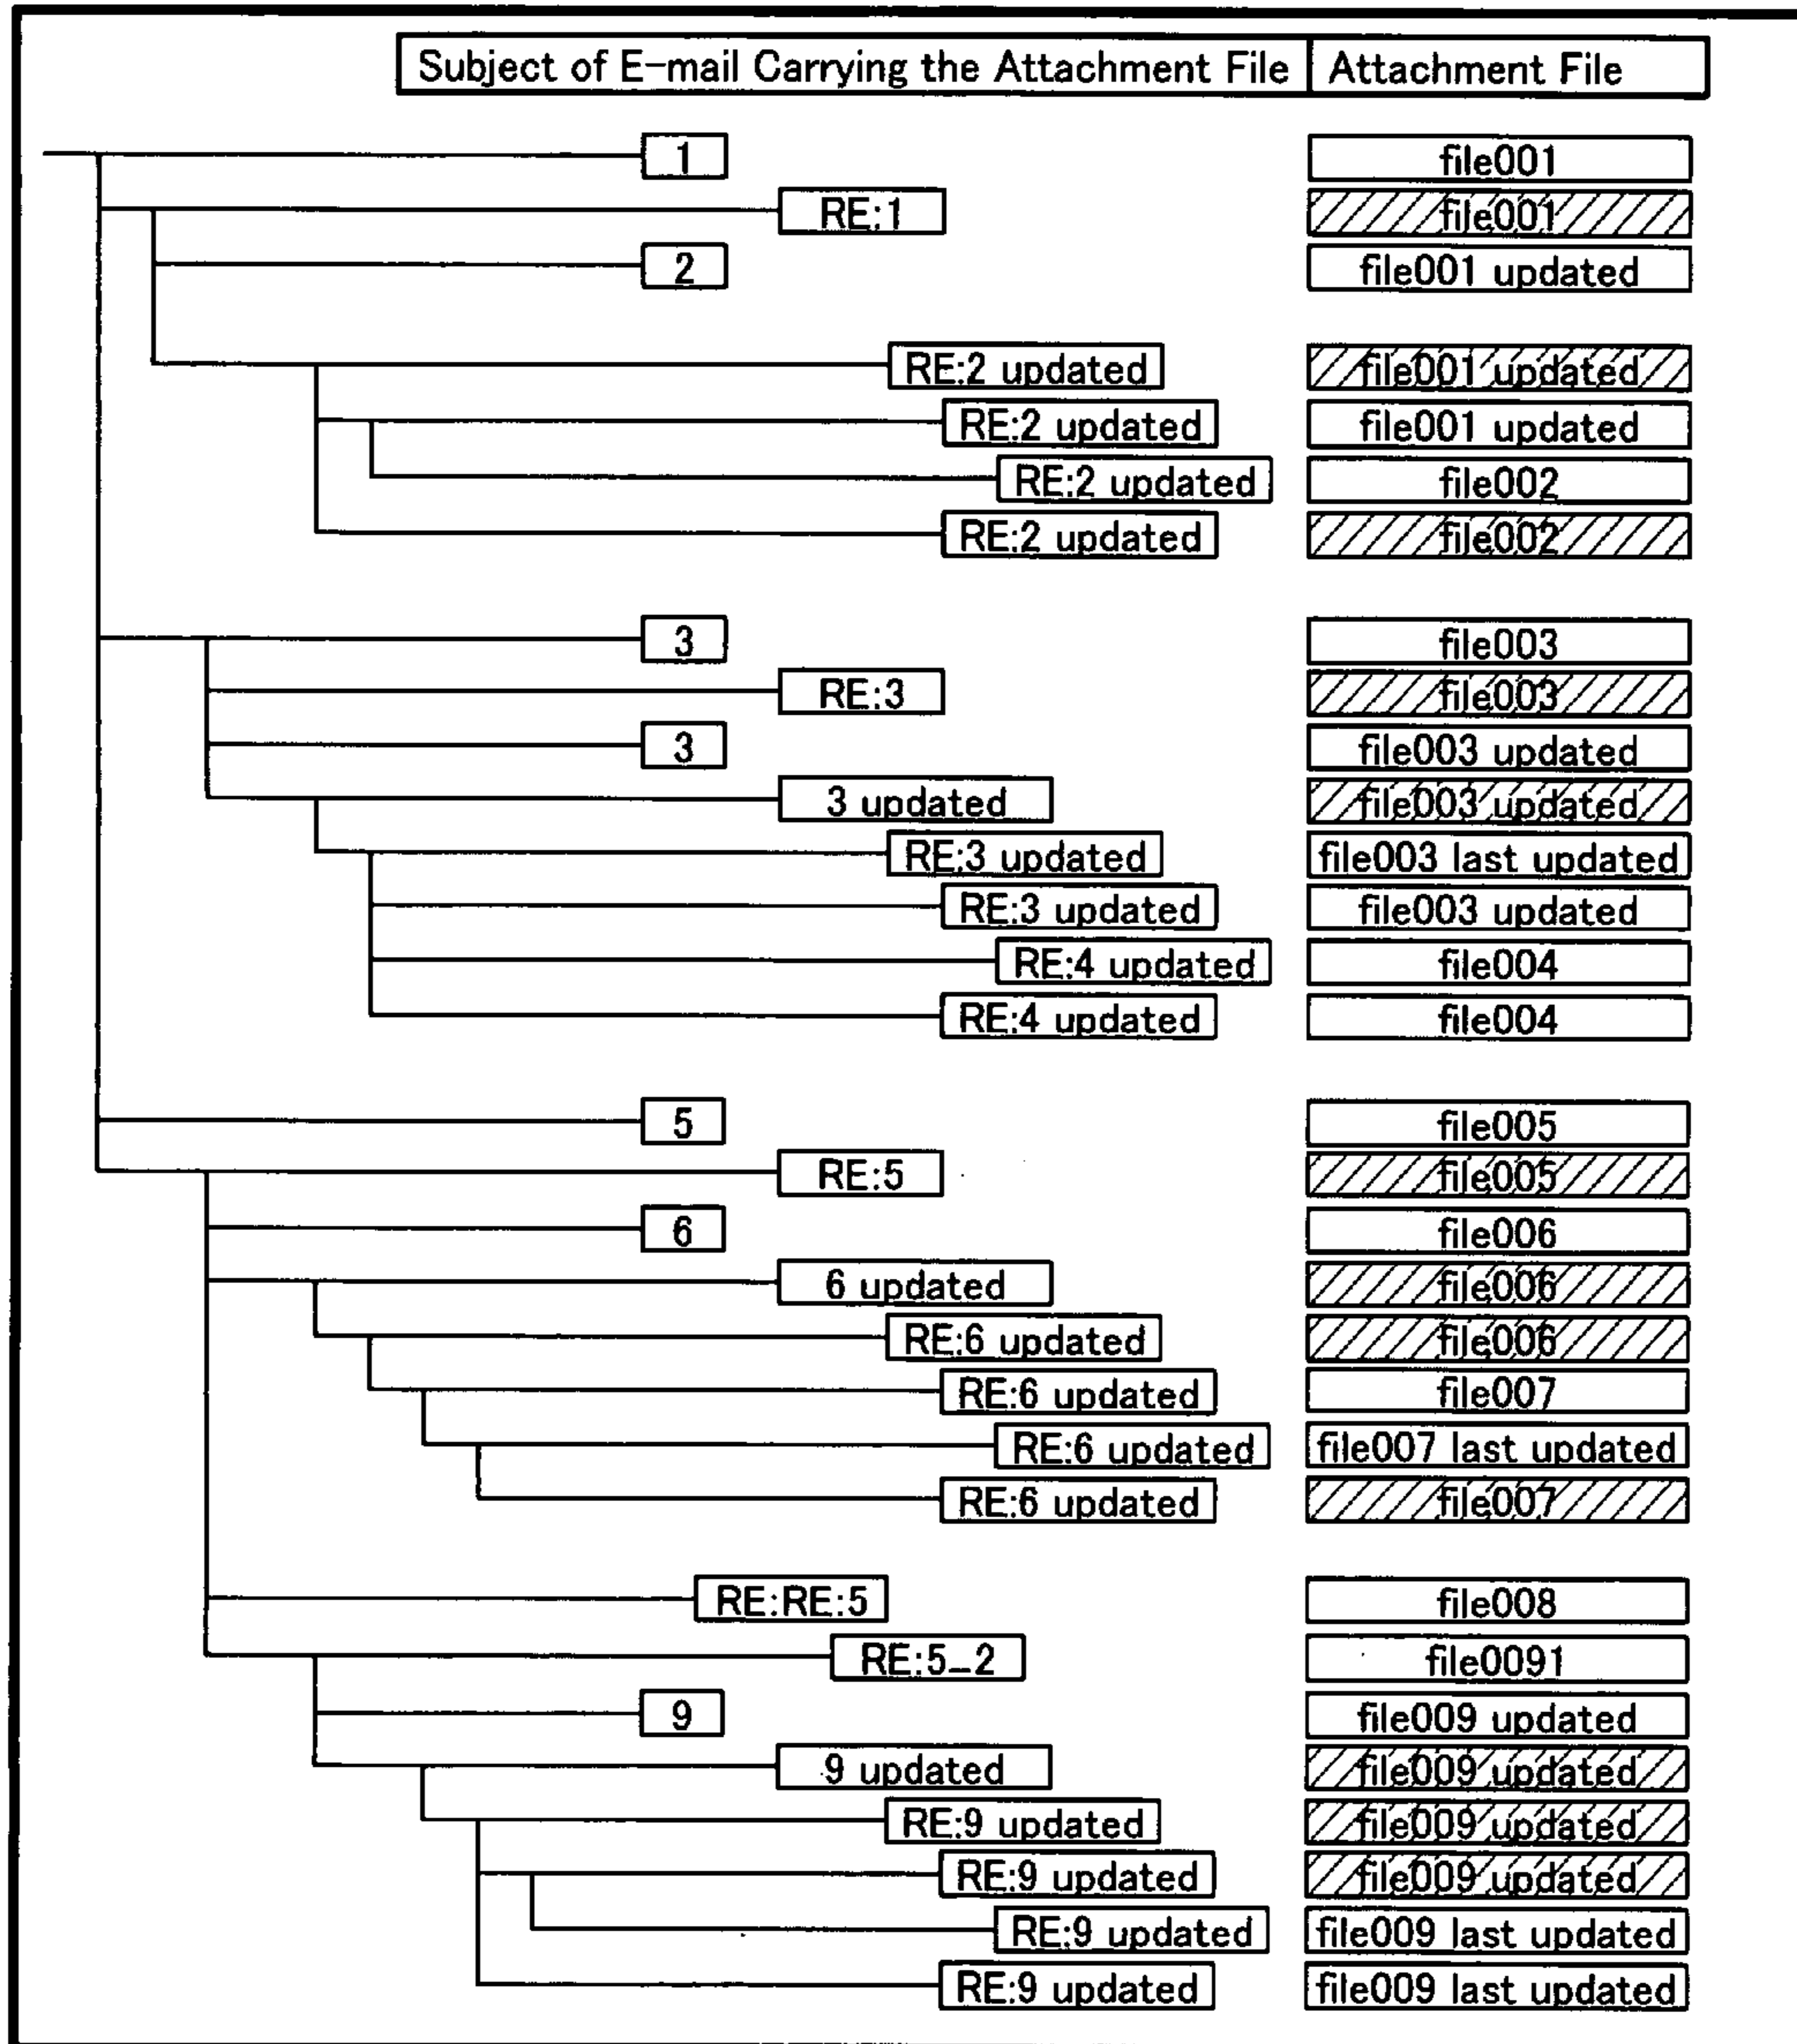 Subject of E-mail Carrying the Attachment File Attachment File
1 file001
RE:1 file001
2 file001 updated
RE:2 updated file001 updated
RE:2 updated file001 updated
RE:2 updated file002
RE:2 updated file002
3 file003
RE:3 file003
3 file003 updated
3 updated file003 updated
RE:3 updated file003 last updated
RE:3 updated file003 updated
RE:4 updated file004
RE:4 updated file004
5 file005
RE:5 file005
6 file006
6 updated file006
RE:6 updated file006
RE:6 updated file007
RE:6 updated file007 last updated
RE:6 updated file007
RE:RE:5 file008
RE:5_2 file0091
9 file009 updated
9 updated file009 updated
RE:9 updated file009 updated
RE:9 updated file009 updated
RE:9 updated file009 last updated
RE:9 updated file009 last updated